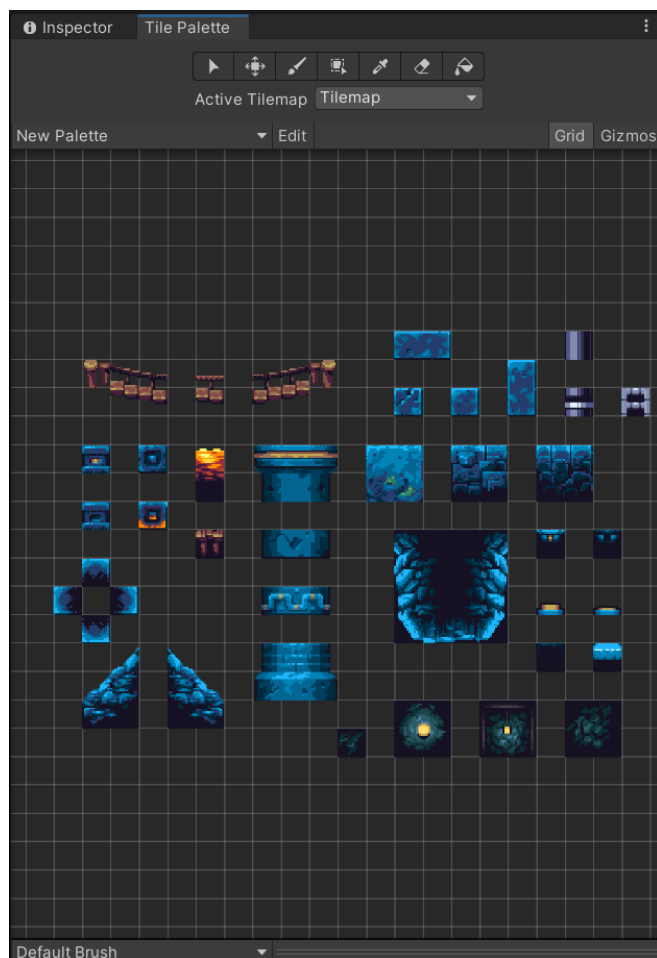 Inspector
Tile Palette
Active Tilemap Tilemap
New Palette Edit Grid Gizmos
Default Brush